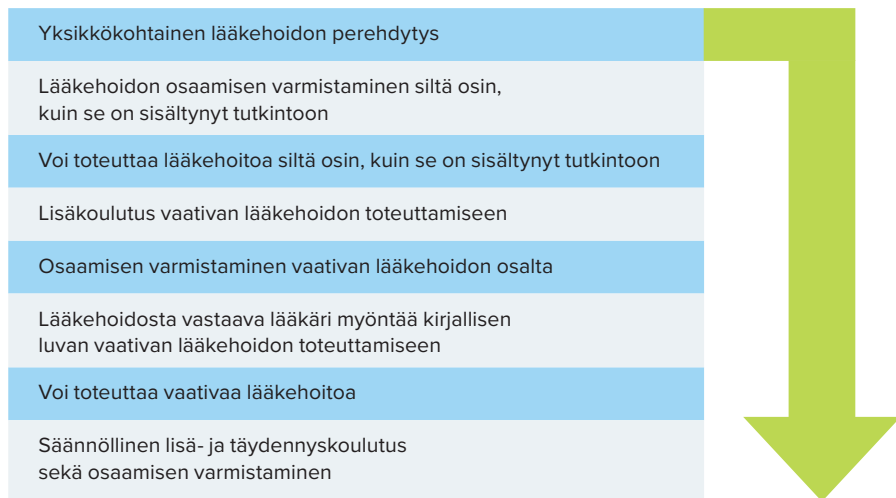 Yksikkökohtainen lääkehoidon perehdytys
Lääkehoidon osaamisen varmistaminen siltä osin,
kuin se on sisältynyt tutkintoon
Voi toteuttaa lääkehoitoa siltä osin, kuin se on sisältynyt tutkintoon
Lisäkoulutus vaativan lääkehoidon toteuttamiseen
Osaamisen varmistaminen vaativan lääkehoidon osalta
Lääkehoidosta vastaava lääkäri myöntää kirjallisen
luvan vaativan lääkehoidon toteuttamiseen
Voi toteuttaa vaativaa lääkehoitoa
Säännöllinen lisä- ja täydennyskoulutus
sekä osaamisen varmistaminen